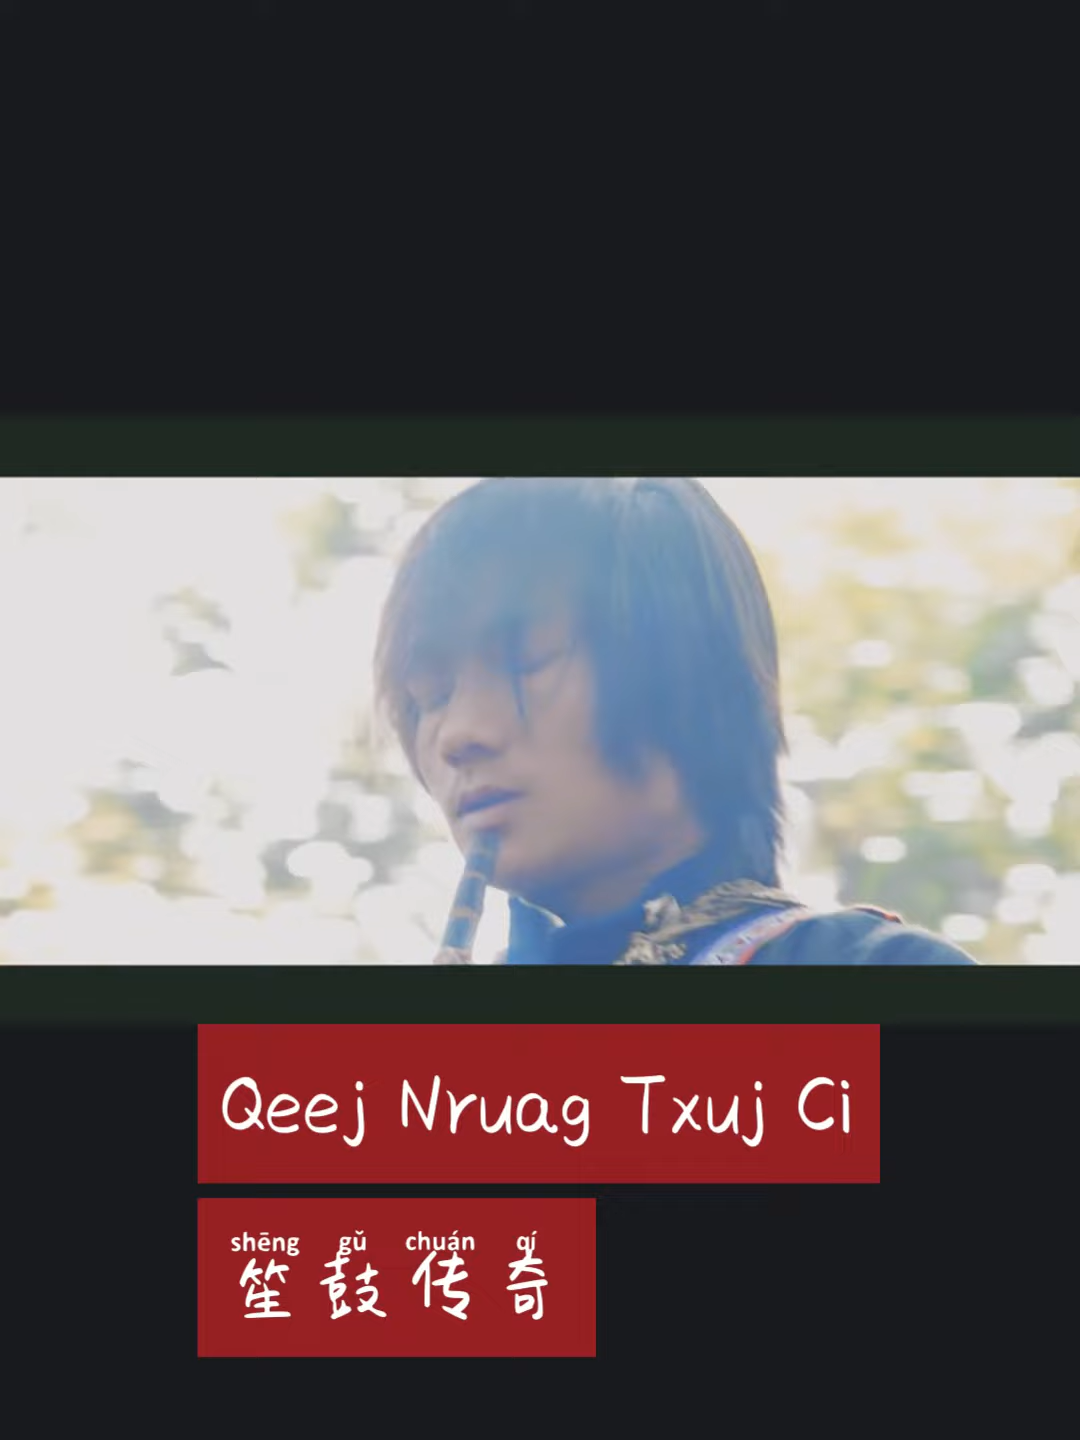 Qeej Nruag Txuj Ci
shēng gǔ chuán qí
笙鼓传奇